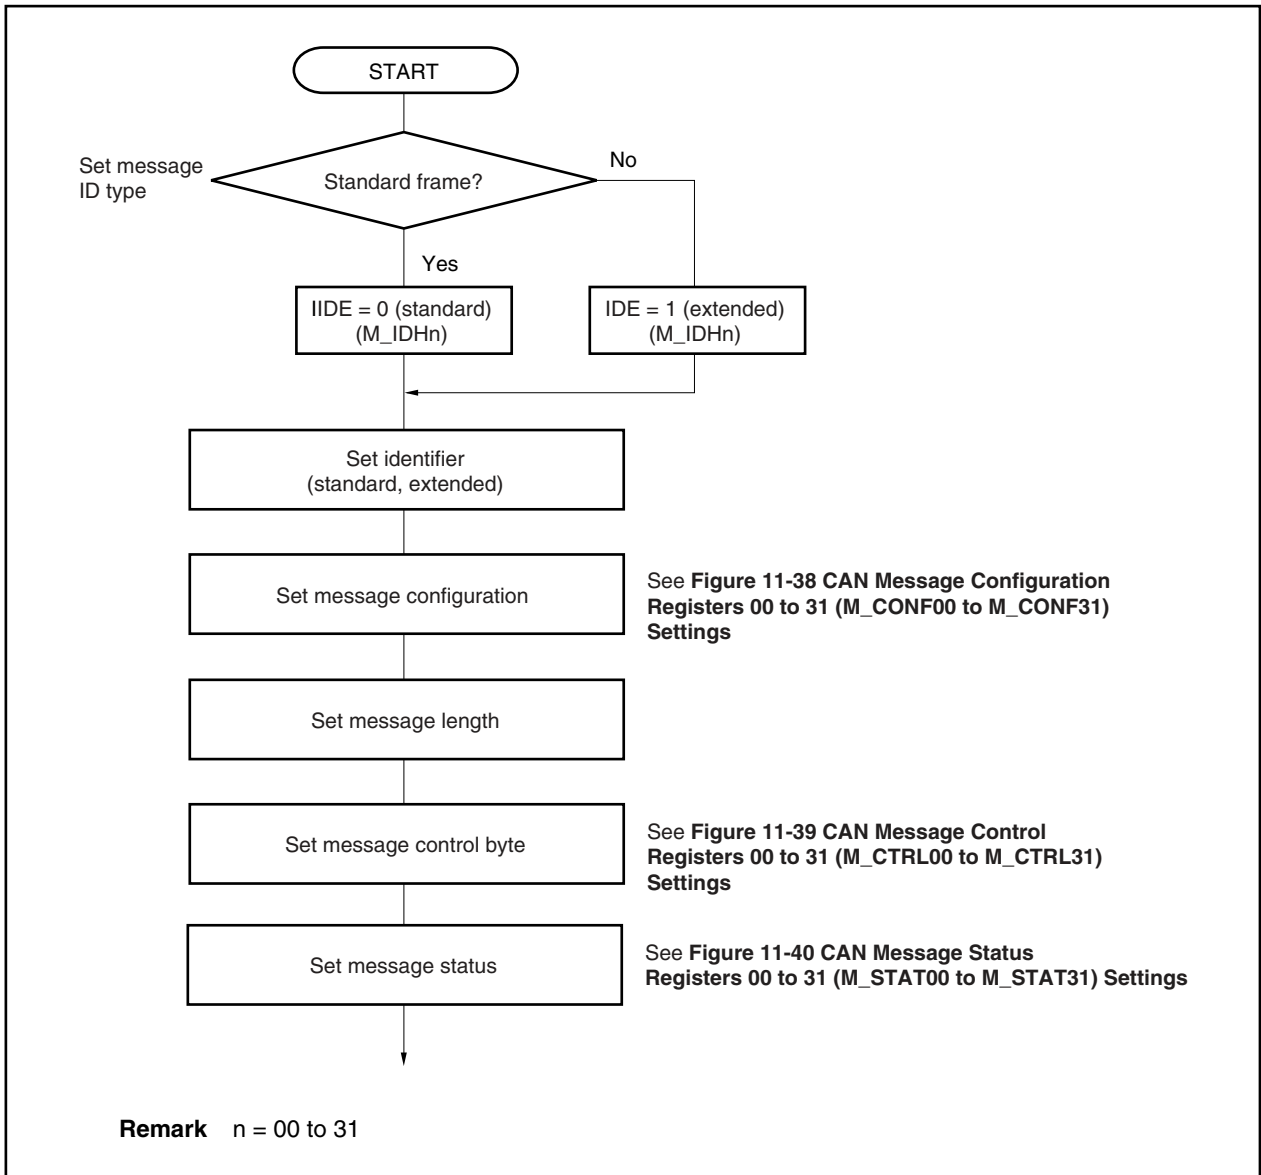 START
Set message
ID type
Standard frame?
No
Yes
IIDE = 0 (standard)
(M_IDHn)
IDE = 1 (extended)
(M_IDHn)
Set identifier
(standard, extended)
Set message configuration
See Figure 11-38 CAN Message Configuration
Registers 00 to 31 (M_CONF00 to M_CONF31)
Settings
Set message length
Set message control byte
See Figure 11-39 CAN Message Control
Registers 00 to 31 (M_CTRL00 to M_CTRL31)
Settings
Set message status
See Figure 11-40 CAN Message Status
Registers 00 to 31 (M_STAT00 to M_STAT31) Settings
Remark n = 00 to 31